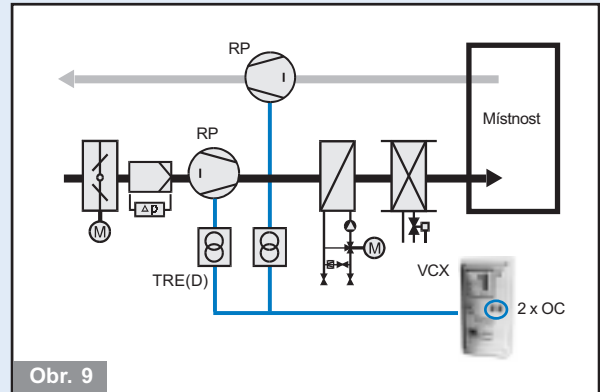 RP
Místnost
RP
M
Δp
M
TRE(D)
VCX
2 x OC
Obr. 9